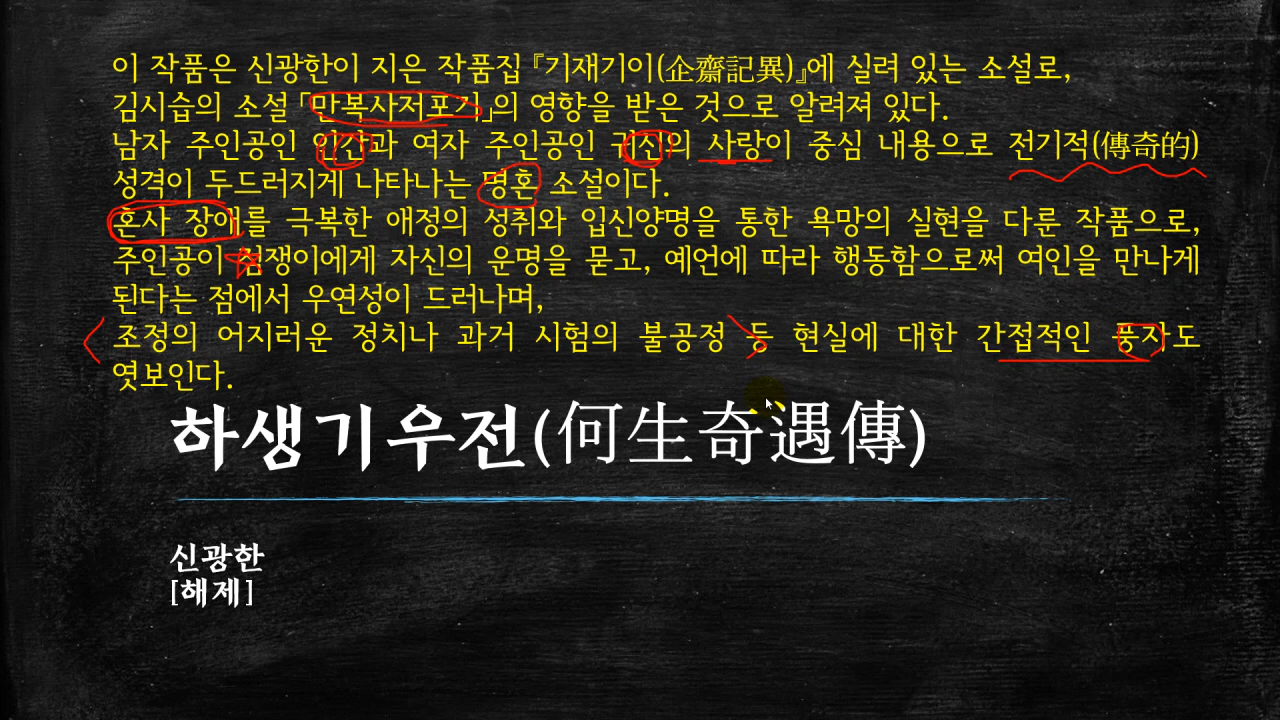 이 작품은 신광한이 지은 작품집 『기재기이(企齋記異)』에 실려 있는 소설로,
김시습의 소설 「만복사저포기」의 영향을 받은 것으로 알려져 있다.
남자 주인공인 인간과 여자 주인공인 귀신의 사랑이 중심 내용으로 전기적(傳奇的)
성격이 두드러지게 나타나는 명혼 소설이다.
혼사 장애를 극복한 애정의 성취와 입신양명을 통한 욕망의 실현을 다룬 작품으로,
주인공이 점쟁이에게 자신의 운명을 묻고, 예언에 따라 행동함으로써 여인을 만나게
된다는 점에서 우연성이 드러나며,
조정의 어지러운 정치나 과거 시험의 불공정 등 현실에 대한 간접적인 풍자도
엿보인다.
하생기우전(何生奇遇傳)
신광한
[해제]